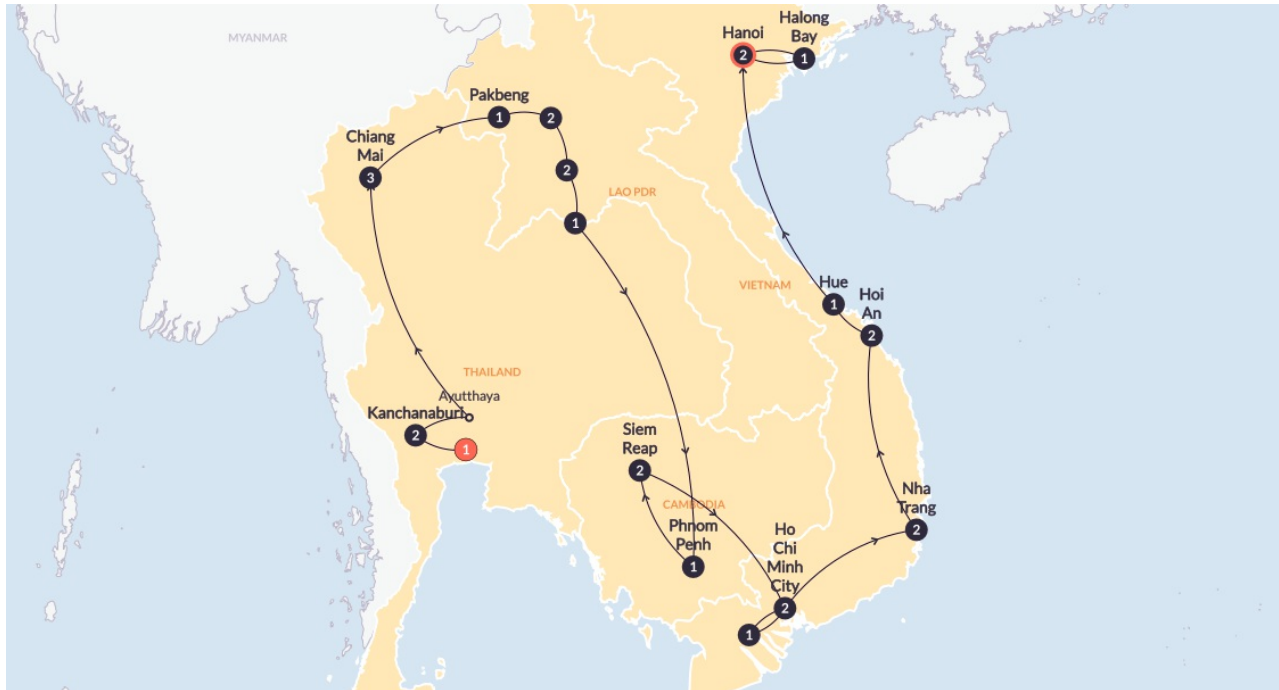 MYANMAR
Hanoi
2
Halong
Bay
1
Pakbeng
1
2
Chiang
Mai
3
2
LAO PDR
1
VIETNAM
Hue
1
Hoi
An
2
THAILAND
Ayutthaya
Kanchanaburi
2
1
Siem
Reap
2
CAMBODIA
Phnom
Penh
1
Nha
Trang
2
Ho
Chi
Minh
City
2
1